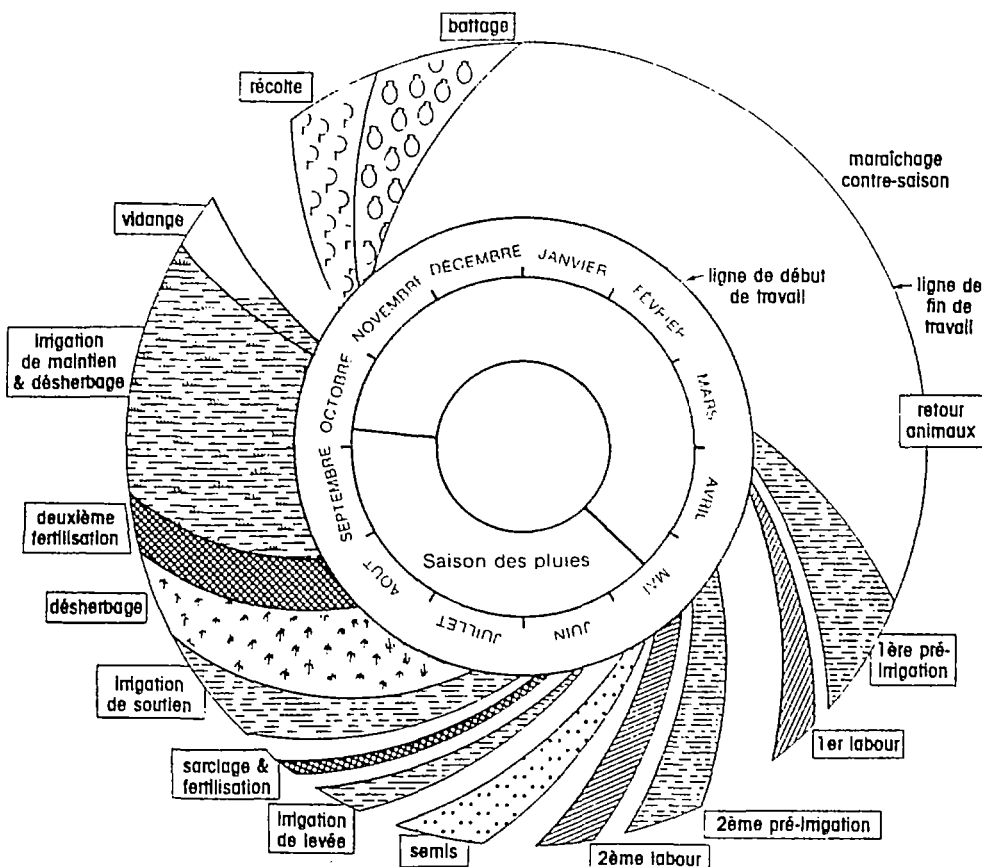 battage
récolte
maraîchage
contre-saison
vidange
ligne de début
de travail
ligne de
fin de
travail
DÉCEMBRE
JANVIER
FÉVRIER
MARS
AVRIL
MAI
JUIN
JUILLET
AOUT
SEPTEMBRE
OCTOBRE
NOVEMBRE
Saison des pluies
Irrigation
de maintien
& désherbage
retour
animaux
deuxième
fertilisation
désherbage
Irrigation
de soutien
sarclage &
fertilisation
Irrigation
de levée
semis
2ème labour
2ème pré-Irrigation
1er labour
1ère pré-
Irrigation